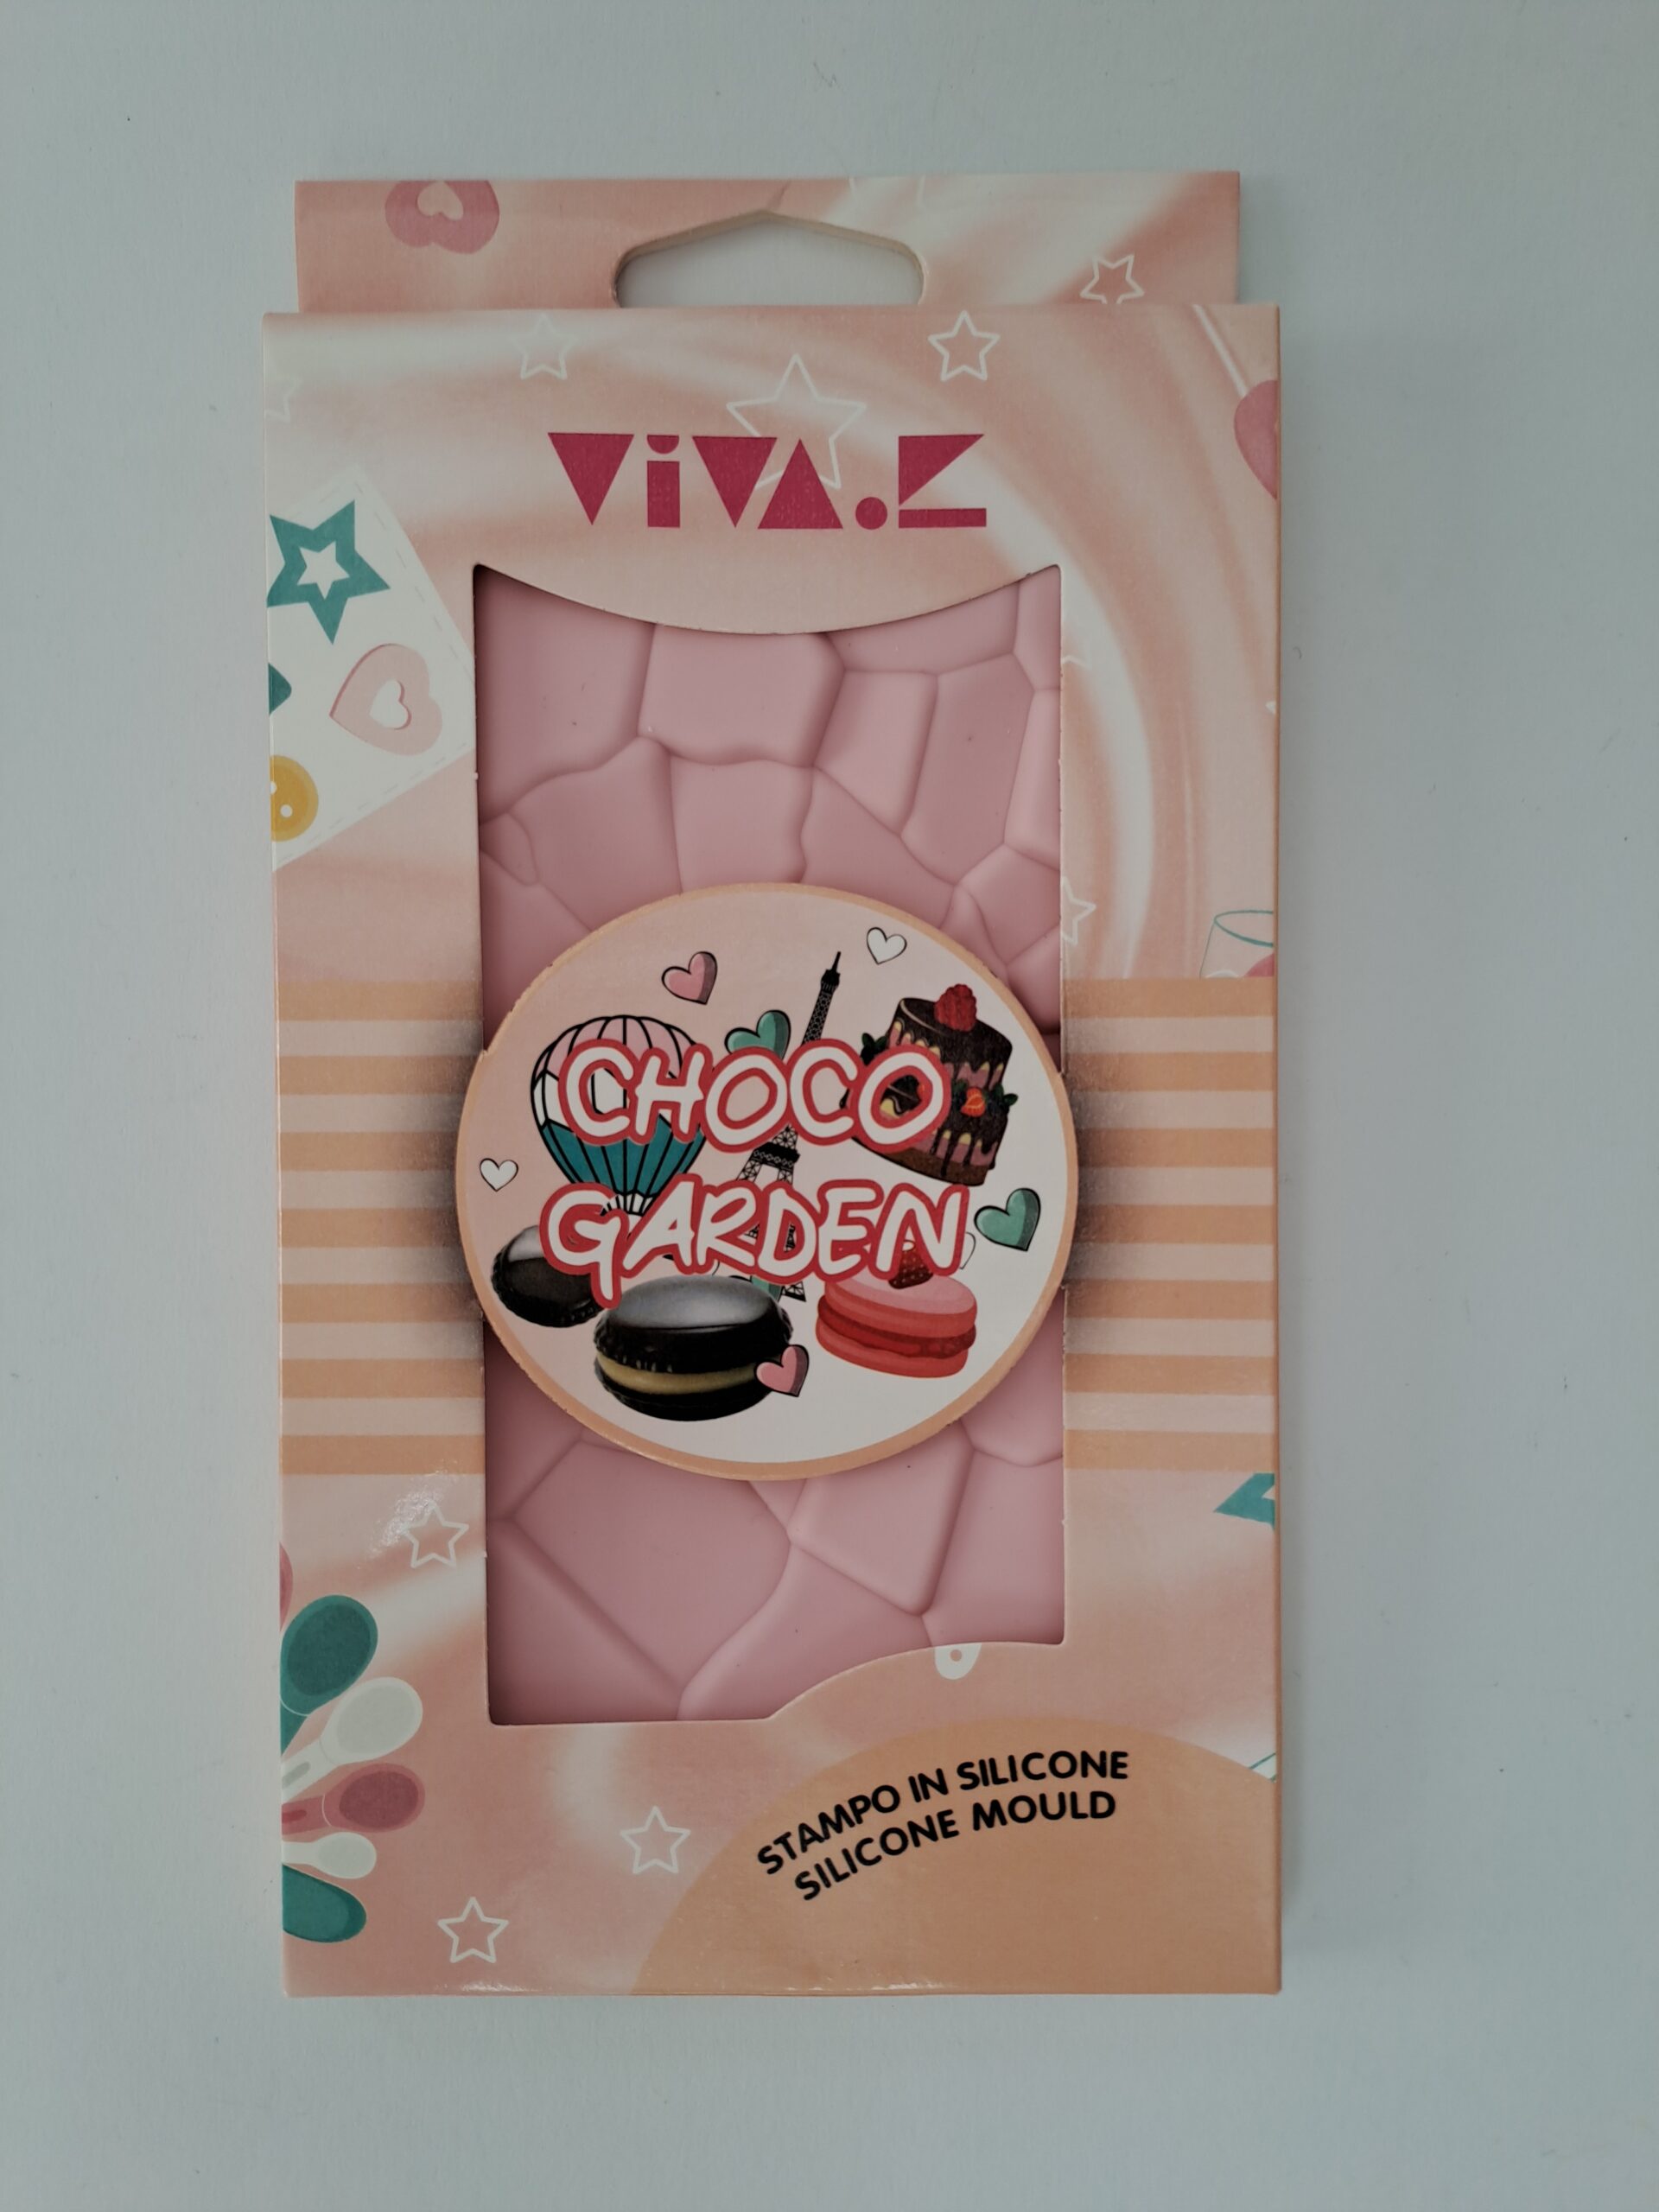 ViVA.Z
CHOCO
GARDEN
STAMPO IN SILICONE
SILICONE MOULD